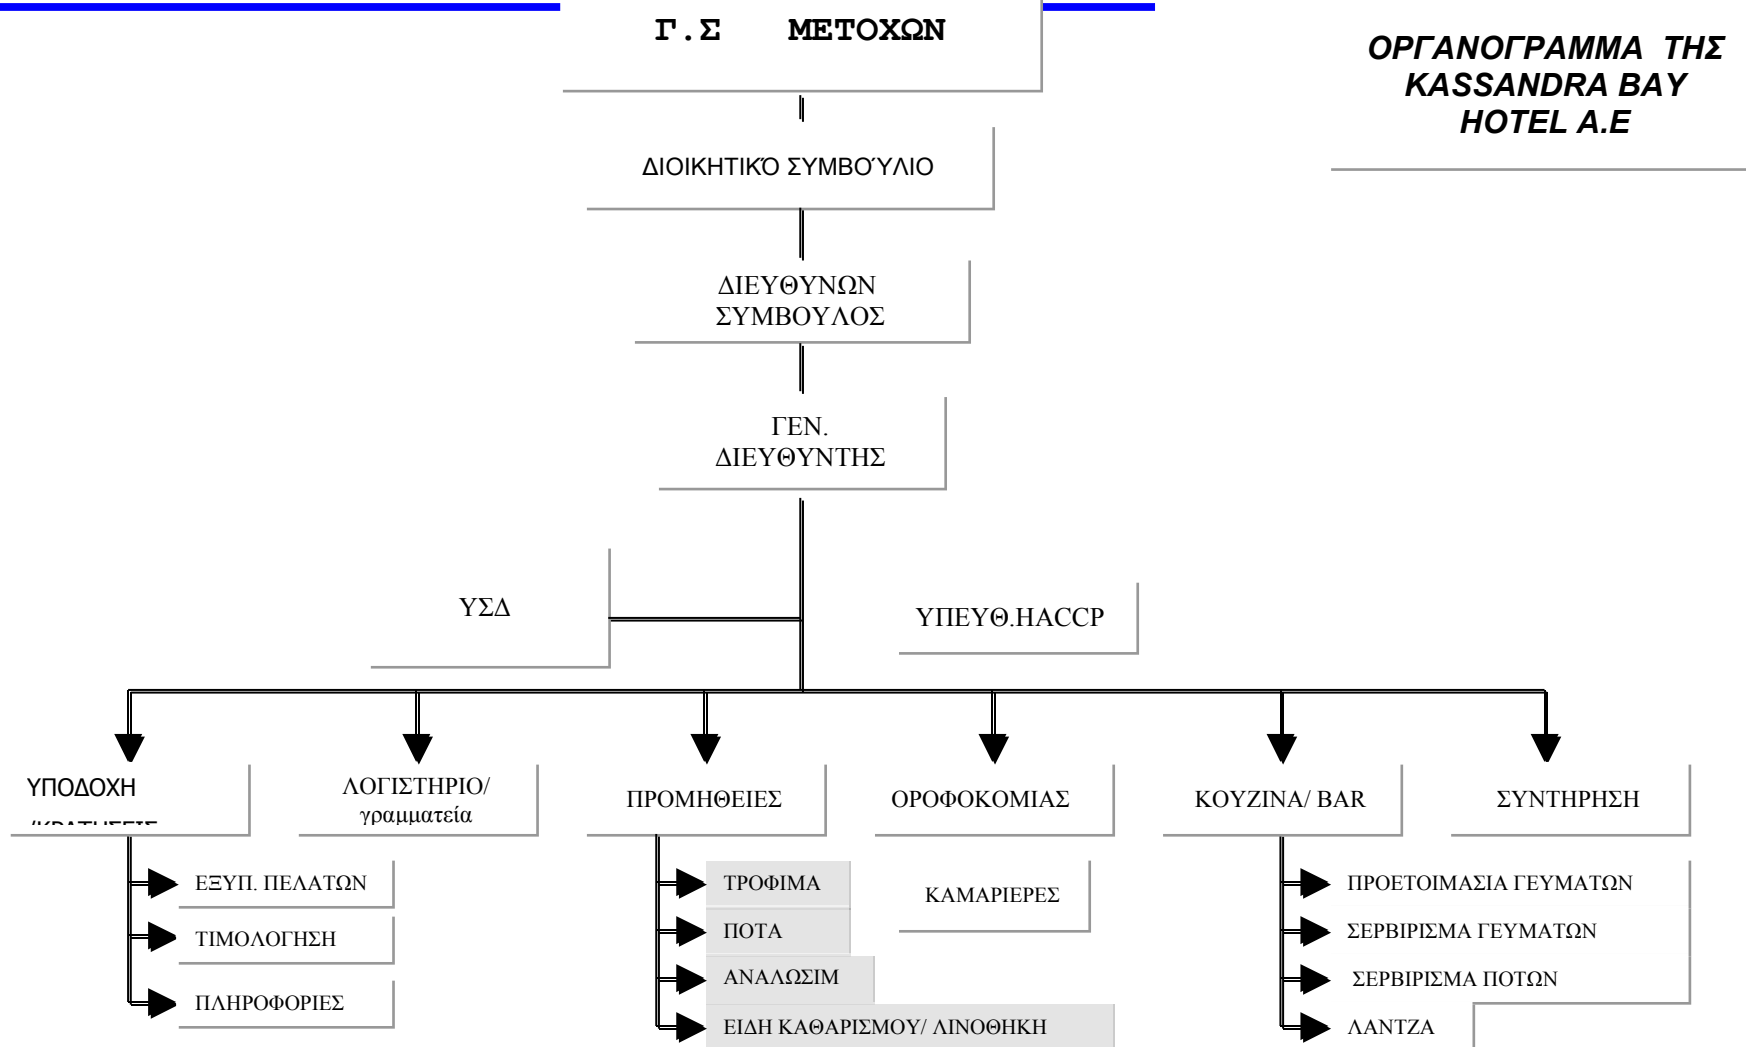 Γ.Σ ΜΕΤΟΧΩΝ
ΟΡΓΑΝΟΓΡΑΜΜΑ ΤΗΣ
KASSANDRA BAY
HOTEL A.E
ΔΙΟΙΚΗΤΙΚΌ ΣΥΜΒΟΎΛΙΟ
ΔΙΕΥΘΥΝΩΝ
ΣΥΜΒΟΥΛΟΣ
ΓΕΝ.
ΔΙΕΥΘΥΝΤΗΣ
ΥΣΔ
ΥΠΕΥΘ.HACCP
ΥΠΟΔΟΧΗ
ΛΟΓΙΣΤΗΡΙΟ/
γραμματεία
ΠΡΟΜΗΘΕΙΕΣ
ΟΡΟΦΟΚΟΜΙΑΣ
ΚΟΥΖΙΝΑ/ BAR
ΣΥΝΤΗΡΗΣΗ
ΕΞΥΠ. ΠΕΛΑΤΩΝ
ΤΙΜΟΛΟΓΗΣΗ
ΠΛΗΡΟΦΟΡΙΕΣ
ΤΡΟΦΙΜΑ
ΠΟΤΑ
ΑΝΑΛΩΣΙΜ
ΕΙΔΗ ΚΑΘΑΡΙΣΜΟΥ/ ΛΙΝΟΘΗΚΗ
ΚΑΜΑΡΙΕΡΕΣ
ΠΡΟΕΤΟΙΜΑΣΙΑ ΓΕΥΜΑΤΩΝ
ΣΕΡΒΙΡΙΣΜΑ ΓΕΥΜΑΤΩΝ
ΣΕΡΒΙΡΙΣΜΑ ΠΟΤΩΝ
ΛΑΝΤΖΑ